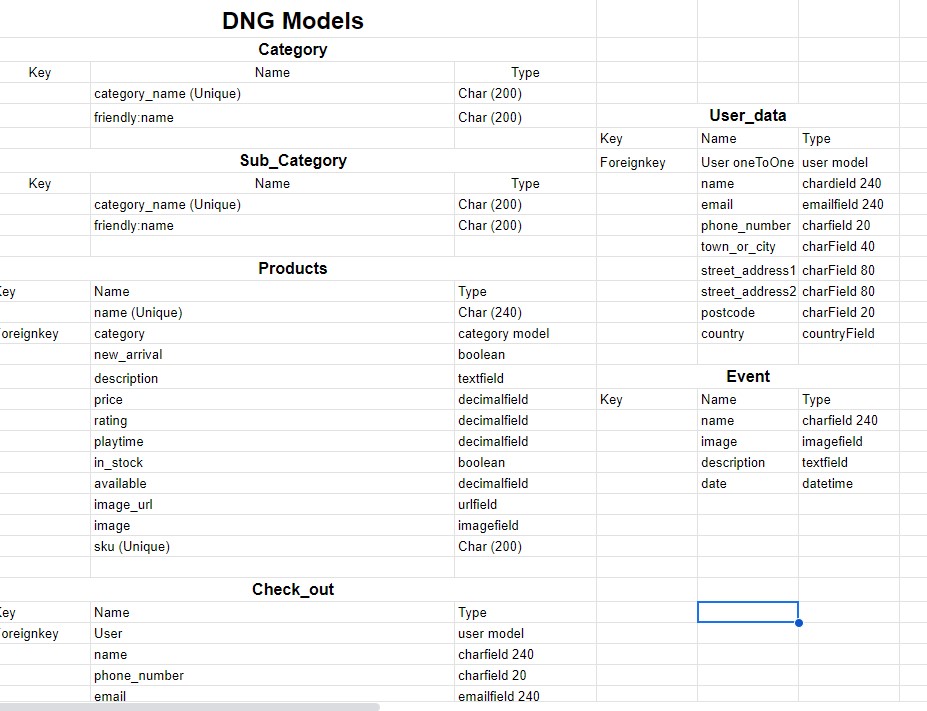 DNG Models
Category
Key Name Type
category_name (Unique) Char (200)
friendly:name Char (200)
Sub_Category
Key Name Type
category_name (Unique) Char (200)
friendly:name Char (200)
Products
Key Name Type
name (Unique) Char (240)
oreignkey category category model
new_arrival boolean
description textfield
price decimalfield
rating decimalfield
playtime decimalfield
in_stock boolean
available decimalfield
image_url urlfield
image imagefield
sku (Unique) Char (200)
Check_out
Key Name Type
oreignkey User user model
name charfield 240
phone_number charfield 20
email emailfield 240
User_data
Key Name Type
Foreignkey User oneToOne user model
name chardield 240
email emailfield 240
phone_number charfield 20
town_or_city charField 40
street_address1 charField 80
street_address2 charField 80
postcode charField 20
country countryField
Event
Key Name Type
name charfield 240
image imagefield
description textfield
date datetime